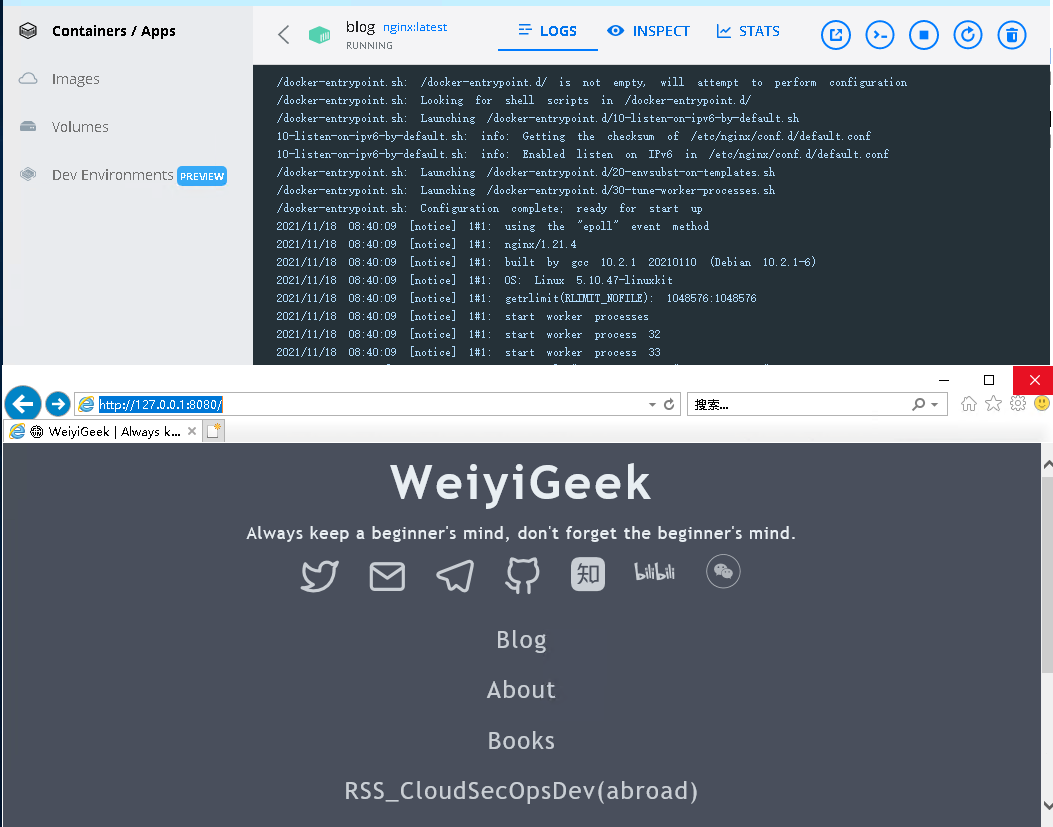 Containers / Apps
Images
Volumes
Dev Environments PREVIEW
blog nginx:latest
RUNNING
LOGS
INSPECT
STATS
/docker-entrypoint.sh: /docker-entrypoint.d/ is not empty, will attempt to perform configuration
/docker-entrypoint.sh: Looking for shell scripts in /docker-entrypoint.d/
/docker-entrypoint.sh: Launching /docker-entrypoint.d/10-listen-on-ipv6-by-default.sh
10-listen-on-ipv6-by-default.sh: info: Getting the checksum of /etc/nginx/conf.d/default.conf
10-listen-on-ipv6-by-default.sh: info: Enabled listen on IPv6 in /etc/nginx/conf.d/default.conf
/docker-entrypoint.sh: Launching /docker-entrypoint.d/20-envsubst-on-templates.sh
/docker-entrypoint.sh: Launching /docker-entrypoint.d/30-tune-worker-processes.sh
/docker-entrypoint.sh: Configuration complete; ready for start up
2021/11/18 08:40:09 [notice] 1#1: using the "epoll" event method
2021/11/18 08:40:09 [notice] 1#1: nginx/1.21.4
2021/11/18 08:40:09 [notice] 1#1: built by gcc 10.2.1 20210110 (Debian 10.2.1-6)
2021/11/18 08:40:09 [notice] 1#1: OS: Linux 5.10.47-linuxkit
2021/11/18 08:40:09 [notice] 1#1: getrlimit(RLIMIT_NOFILE): 1048576:1048576
2021/11/18 08:40:09 [notice] 1#1: start worker processes
2021/11/18 08:40:09 [notice] 1#1: start worker process 32
2021/11/18 08:40:09 [notice] 1#1: start worker process 33
http://127.0.0.1:8080/
搜索...
WeiyiGeek | Always k...
WeiyiGeek
Always keep a beginner's mind, don't forget the beginner's mind.
知
bilibili
Blog
About
Books
RSS_CloudSecOpsDev(abroad)